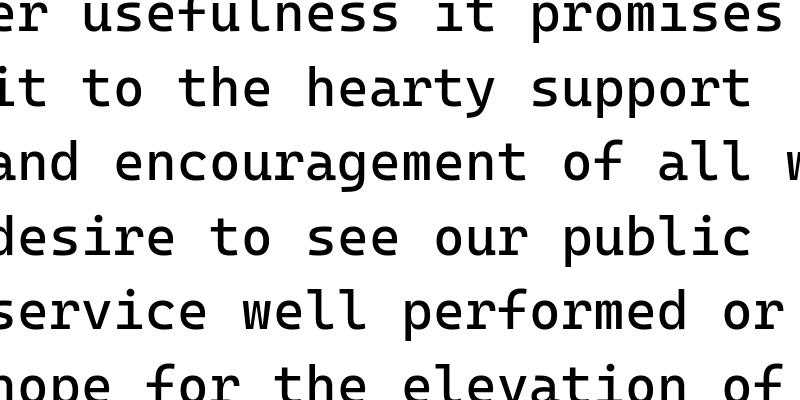 er usefulness it promises
it to the hearty support
and encouragement of all w
desire to see our public
service well performed or
hope for the elevation of